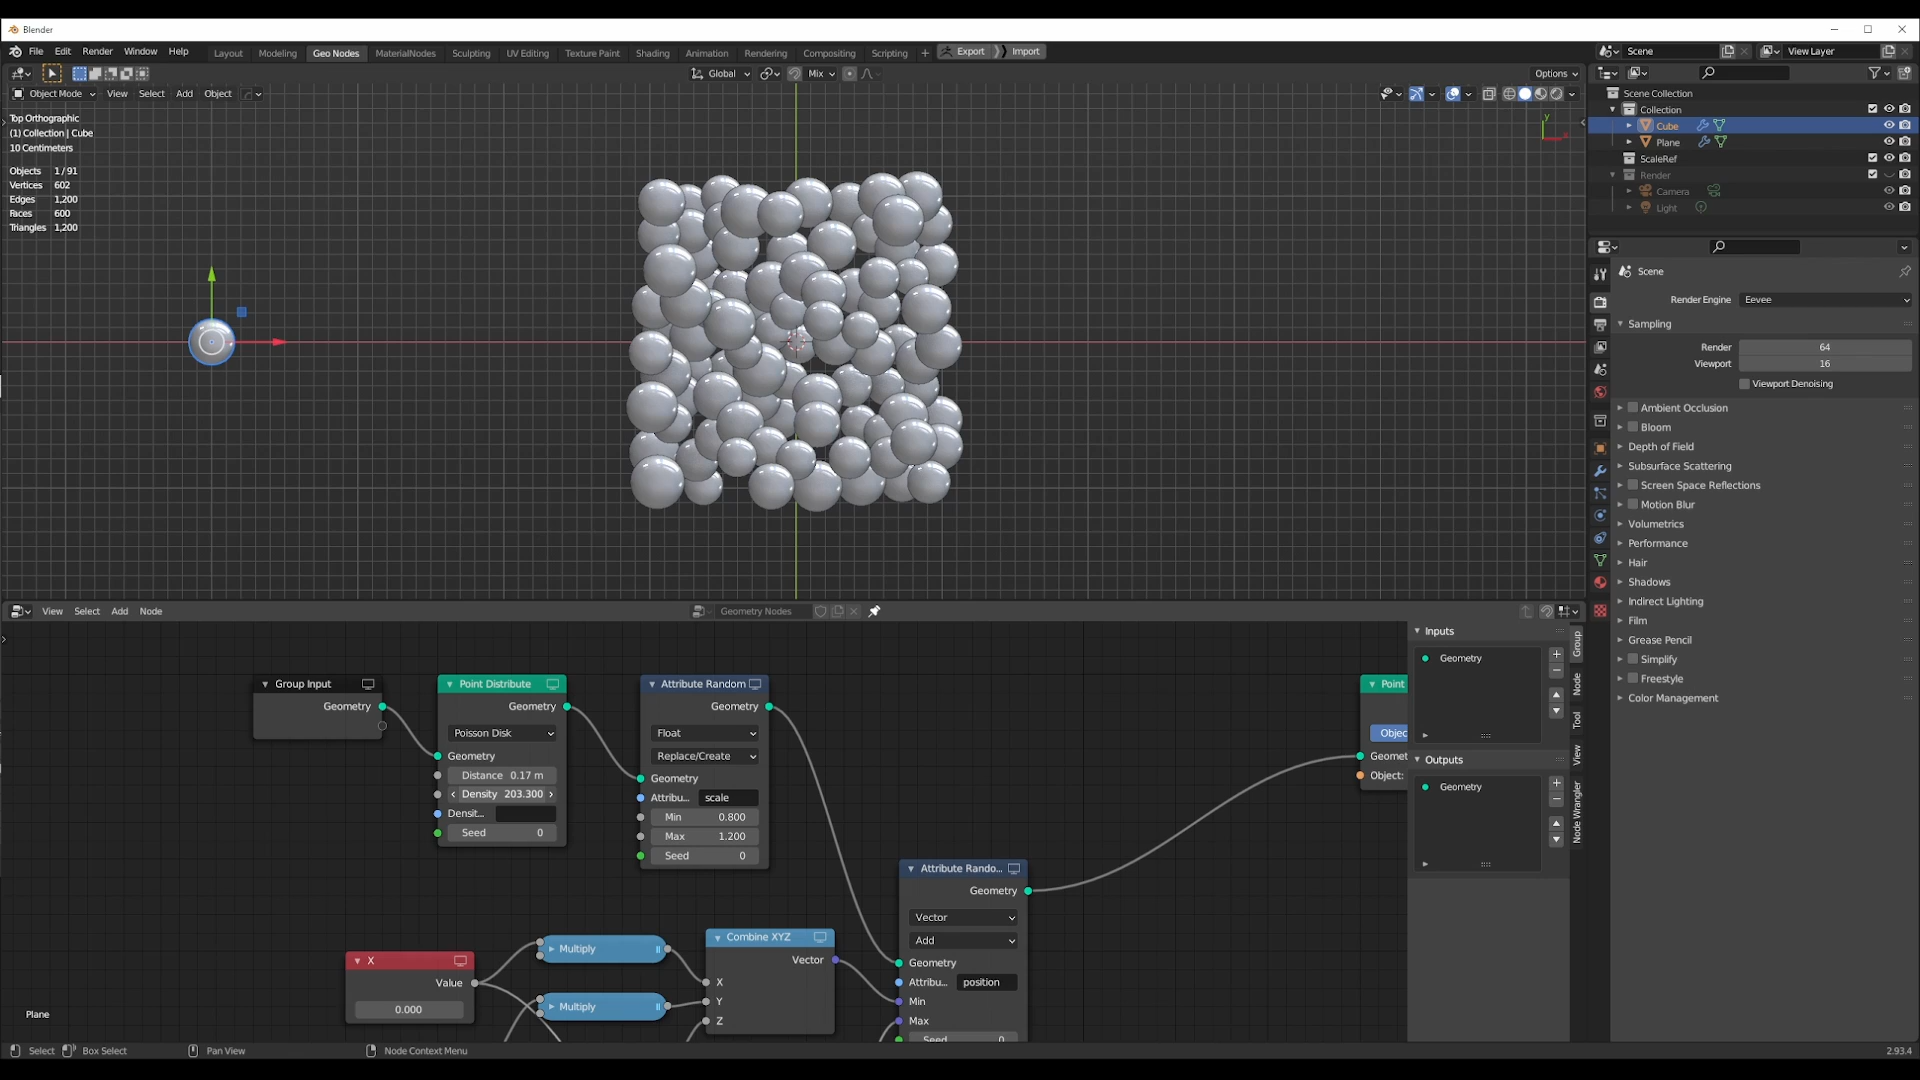 Blender
File Edit Render Window Help Layout Modeling Geo Nodes MaterialNodes Sculpting UV Editing Texture Paint Shading Animation Rendering Compositing Scripting + Export Import Scene View Layer
Global Mix Options
Object Mode View Select Add Object
Top Orthographic
(1) Collection | Cube
10 Centimeters
Objects 1/91
Vertices 602
Edges 1,200
Faces 600
Triangles 1,200
y
x
Scene Collection
Collection
Cube
Plane
ScaleRef
Render
Camera
Light
Scene
Render Engine Eevee
Sampling
Render 64
Viewport 16
Viewport Denoising
Ambient Occlusion
Bloom
Depth of Field
Subsurface Scattering
Screen Space Reflections
Motion Blur
Volumetrics
Performance
Hair
Shadows
Indirect Lighting
Film
Grease Pencil
Simplify
Freestyle
Color Management
View Select Add Node Geometry Nodes
Group Input
Geometry
Point Distribute
Geometry
Poisson Disk
Geometry
Distance 0.17 m
Density 203.300
Densit...
Seed 0
Attribute Random
Geometry
Float
Replace/Create
Geometry
Attribu... scale
Min 0.800
Max 1.200
Seed 0
X
Value
0.000
Multiply
Multiply
Combine XYZ
Vector
X
Y
Z
Attribute Rando...
Geometry
Vector
Add
Geometry
Attribu... position
Min
Max
Seed 0
Point
Objec
Geomet
Object:
Inputs
Geometry
Outputs
Geometry
Group
Node
Tool
View
Node Wrangler
Plane
Select Box Select Pan View Node Context Menu 2.93.4